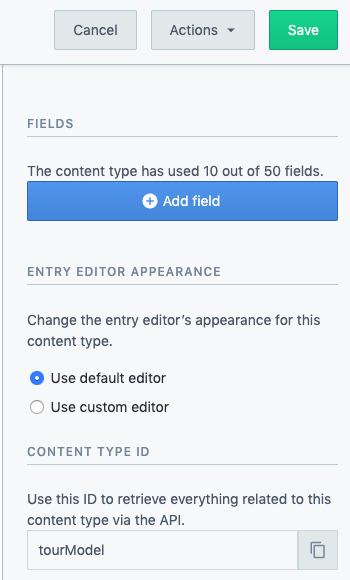 Cancel Actions Save
FIELDS
The content type has used 10 out of 50 fields.
Add field
ENTRY EDITOR APPEARANCE
Change the entry editor’s appearance for this
content type.
Use default editor
Use custom editor
CONTENT TYPE ID
Use this ID to retrieve everything related to this
content type via the API.
tourModel